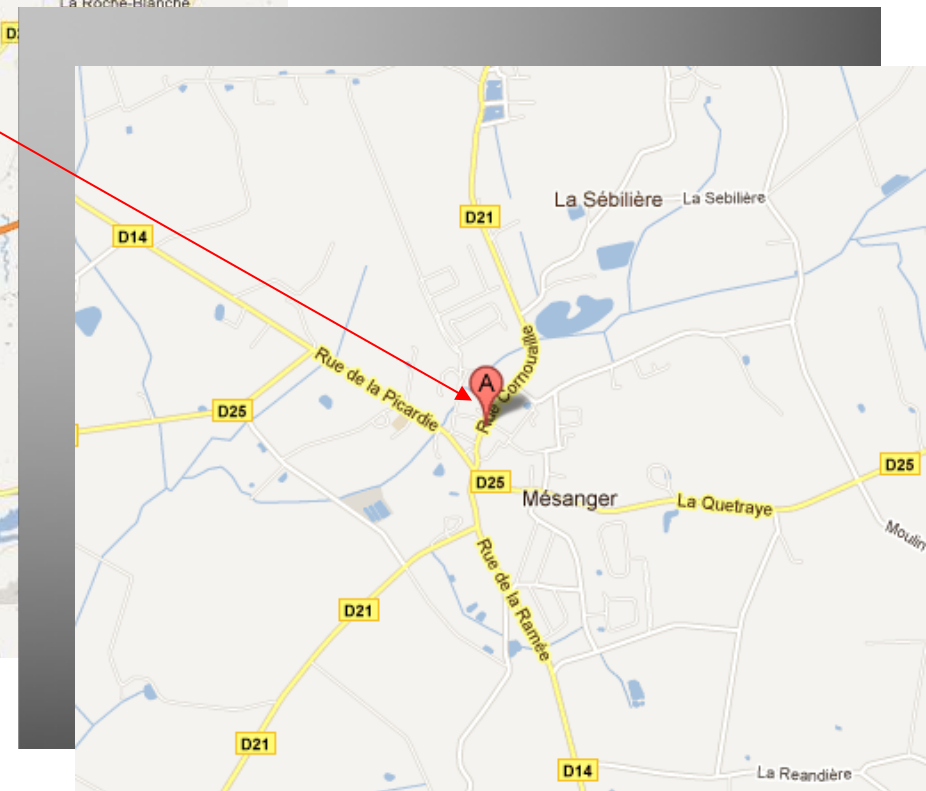 La Roche-Blanche
La Sébilière
La Sebilière
D21
D14
Rue Cornouaille
A
Rue de la Picardie
D25
D25
D25
Mésanger
La Quetraye
Moulin
Rue de la Ramée
D21
D21
D14
La Reandière